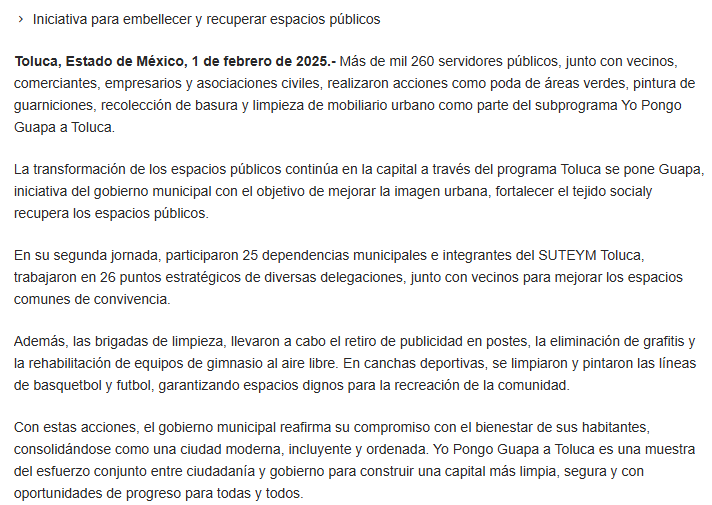 › Iniciativa para embellecer y recuperar espacios públicos
Toluca, Estado de México, 1 de febrero de 2025.- Más de mil 260 servidores públicos, junto con vecinos,
comerciantes, empresarios y asociaciones civiles, realizaron acciones como poda de áreas verdes, pintura de
guarniciones, recolección de basura y limpieza de mobiliario urbano como parte del subprograma Yo Pongo
Guapa a Toluca.
La transformación de los espacios públicos continúa en la capital a través del programa Toluca se pone Guapa,
iniciativa del gobierno municipal con el objetivo de mejorar la imagen urbana, fortalecer el tejido socialy
recupera los espacios públicos.
En su segunda jornada, participaron 25 dependencias municipales e integrantes del SUTEYM Toluca,
trabajaron en 26 puntos estratégicos de diversas delegaciones, junto con vecinos para mejorar los espacios
comunes de convivencia.
Además, las brigadas de limpieza, llevaron a cabo el retiro de publicidad en postes, la eliminación de grafitis y
la rehabilitación de equipos de gimnasio al aire libre. En canchas deportivas, se limpiaron y pintaron las líneas
de basquetbol y futbol, garantizando espacios dignos para la recreación de la comunidad.
Con estas acciones, el gobierno municipal reafirma su compromiso con el bienestar de sus habitantes,
consolidándose como una ciudad moderna, incluyente y ordenada. Yo Pongo Guapa a Toluca es una muestra
del esfuerzo conjunto entre ciudadanía y gobierno para construir una capital más limpia, segura y con
oportunidades de progreso para todas y todos.